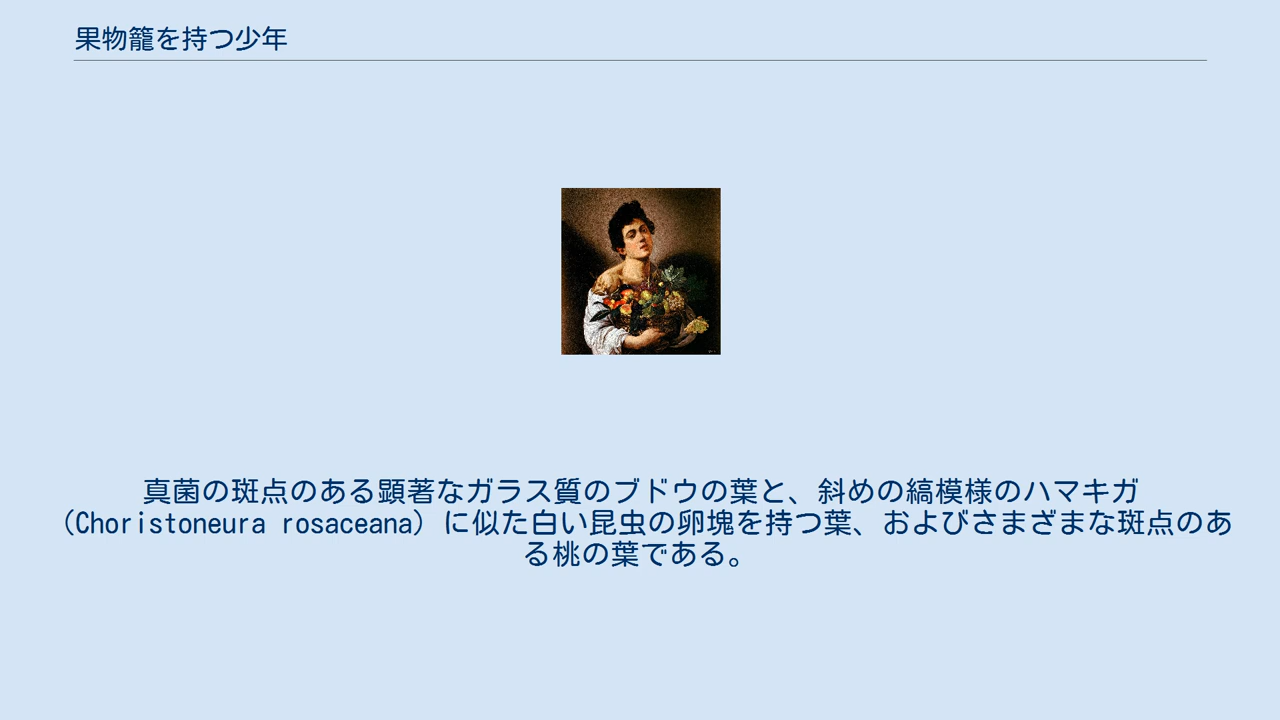 果物籠を持つ少年
真菌の斑点のある顕著なガラス質のブドウの葉と、斜めの縞模様のハマキガ
（Choristoneura rosaceana）に似た白い昆虫の卵塊を持つ葉、およびさまざまな斑点のあ
る桃の葉である。